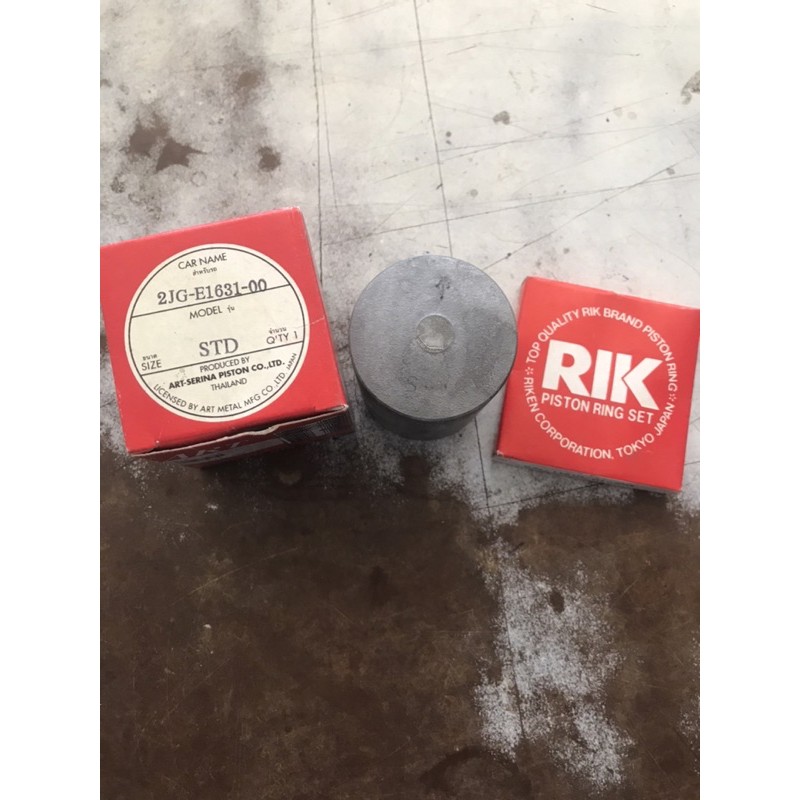 CAR NAME
สำหรับรถ
2JG-E1631-00
MODEL รุ่น
STD
ขนาด
SIZE
จำนวน
Q'TY 1
PRODUCED BY
ART-SERINA PISTON CO.,LTD.
THAILAND
LICENSED BY ART METAL MFG CO.,LTD. JAPAN
TOP QUALITY RIK BRAND PISTON RING
RIK
PISTON RING SET
☆ RIKEN CORPORATION. TOKYO JAPAN ☆